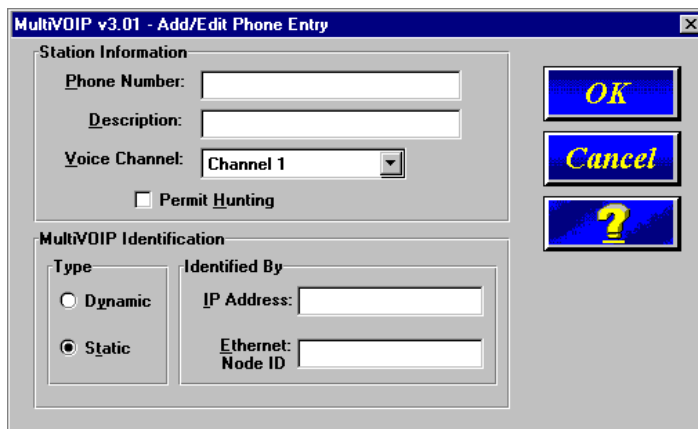 MultiVOIP v3.01 - Add/Edit Phone Entry
Station Information
Phone Number:
Description:
Voice Channel: Channel 1
Permit Hunting
OK
Cancel
?
MultiVOIP Identification
Type
Dynamic
Static
Identified By
IP Address:
Ethernet:
Node ID